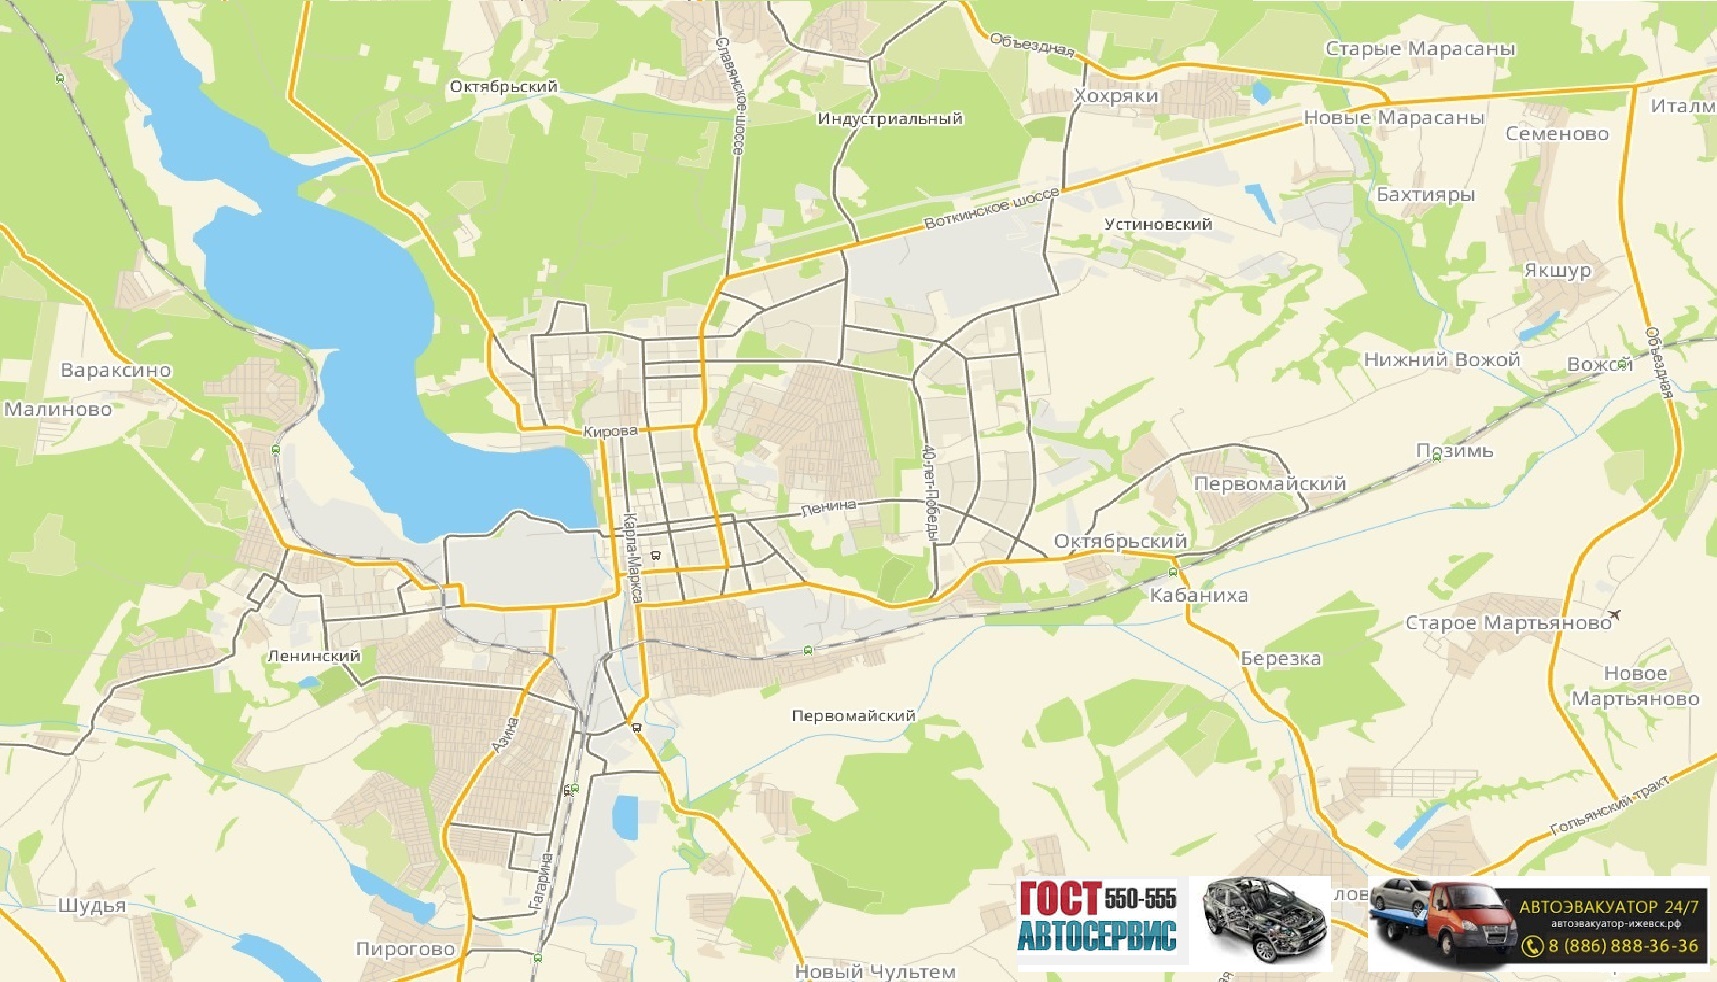 Объездная
Старые Марасаны
Октябрьский
Славянское-шоссе
Хохряки
Италм
Индустриальный
Новые Марасаны
Семеново
Бахтияры
Воткинское шоссе
Устиновский
Якшур
Вараксино
Нижний Вожой
Вожой
Объездная
Малиново
Кирова
Позимь
40-лет-Победы
Первомайский
Ленина
Карла-Маркса
Октябрьский
Кабаниха
Старое Мартьяново
Ленинский
Березка
Новое
Мартьяново
Первомайский
Азина
Гольянский тракт
Гагарина
Шудья
Пирогово
Новый Чультем
лов
ГОСТ 550-555
АВТОСЕРВИС
АВТОЭВАКУАТОР 24/7
автоэвакуатор-ижевск.рф
8 (886) 888-36-36